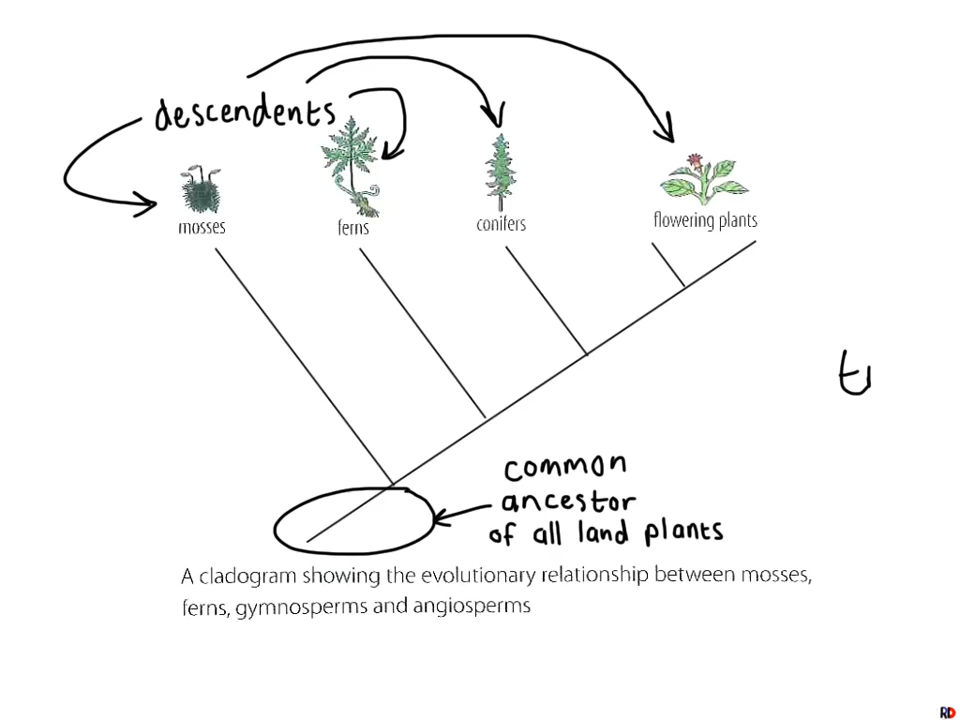 descendents
mosses
ferns
conifers
flowering plants
common
ancestor
of all land plants
A cladogram showing the evolutionary relationship between mosses,
ferns, gymnosperms and angiosperms
RD